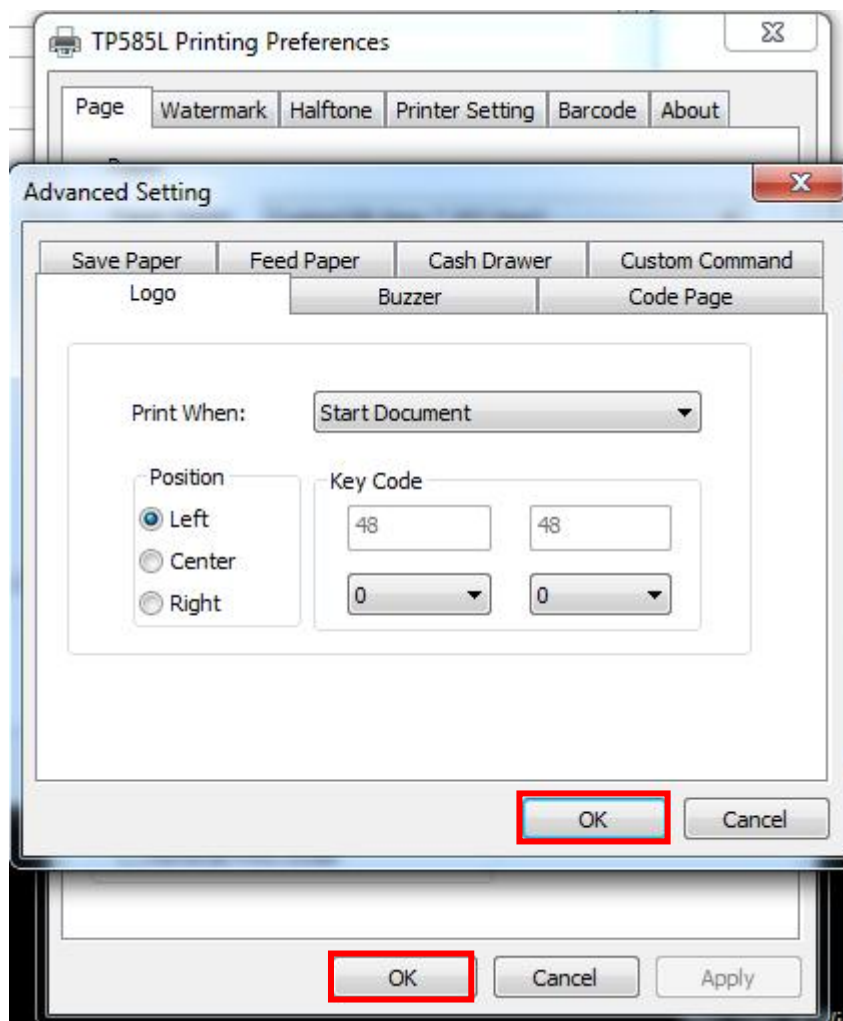 TP585L Printing Preferences
Page Watermark Halftone Printer Setting Barcode About
Advanced Setting
Save Paper Feed Paper Cash Drawer Custom Command
Logo Buzzer Code Page
Print When: Start Document
Position Key Code
Left 48 48
Center
Right 0 0
OK Cancel
OK Cancel Apply